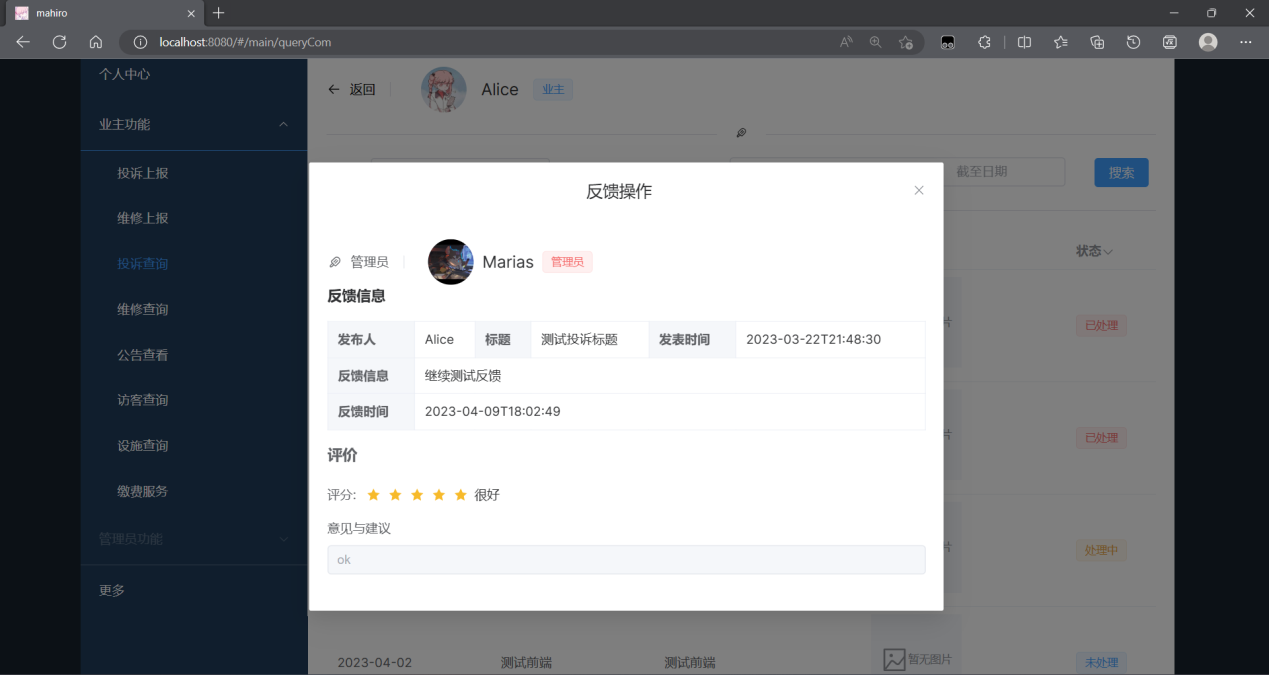 mahiro
localhost:8080/#/main/queryCom
个人中心
业主功能
投诉上报
维修上报
投诉查询
维修查询
公告查看
访客查询
设施查询
缴费服务
管理员功能
更多
返回 Alice 业主
截至日期 搜索
状态
已处理
已处理
处理中
反馈操作
管理员 Marias 管理员
反馈信息
发布人 Alice 标题 测试投诉标题 发表时间 2023-03-22T21:48:30
反馈信息 继续测试反馈
反馈时间 2023-04-09T18:02:49
评价
评分: 很好
意见与建议
ok
2023-04-02 测试前端 测试前端 暂无图片 未处理